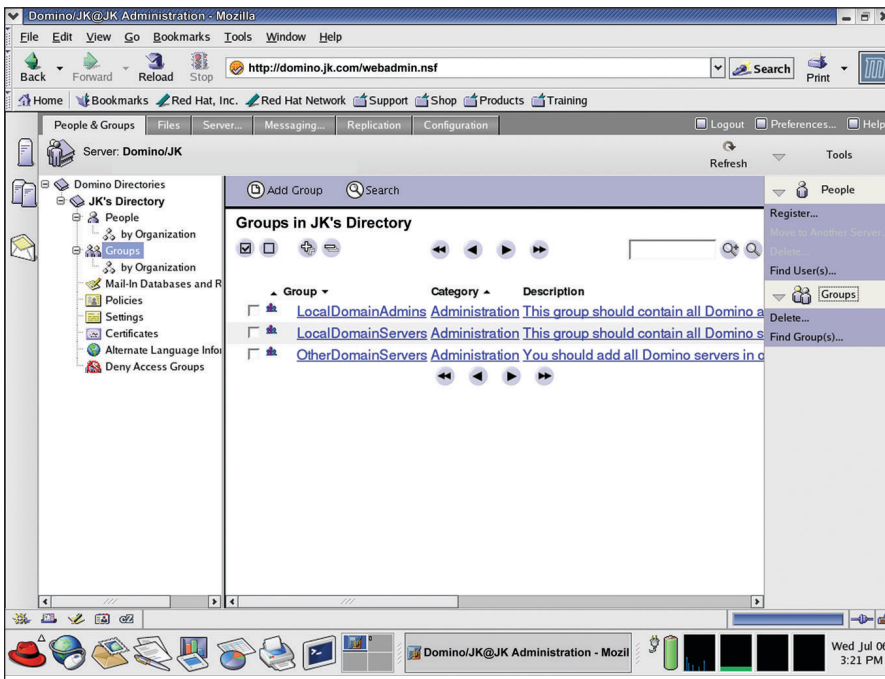 Domino/JK@JK Administration - Mozilla
File Edit View Go Bookmarks Tools Window Help
Back Forward Reload Stop http://domino.jk.com/webadmin.nsf Search Print
Home Bookmarks Red Hat, Inc. Red Hat Network Support Shop Products Training
People & Groups Files Server... Messaging... Replication Configuration Logout Preferences... Help
Server: Domino/JK Refresh Tools
Domino Directories
JK's Directory
People
by Organization
Groups
by Organization
Mail-In Databases and R
Policies
Settings
Certificates
Alternate Language Infor
Deny Access Groups
Add Group Search
Groups in JK's Directory
Group Category Description
LocalDomainAdmins Administration This group should contain all Domino a
LocalDomainServers Administration This group should contain all Domino s
OtherDomainServers Administration You should add all Domino servers in o
People
Register...
Move to Another Server.
Delete...
Find User(s)...
Groups
Delete...
Find Group(s)...
Domino/JK@JK Administration - Mozil
Wed Jul 06
3:21 PM